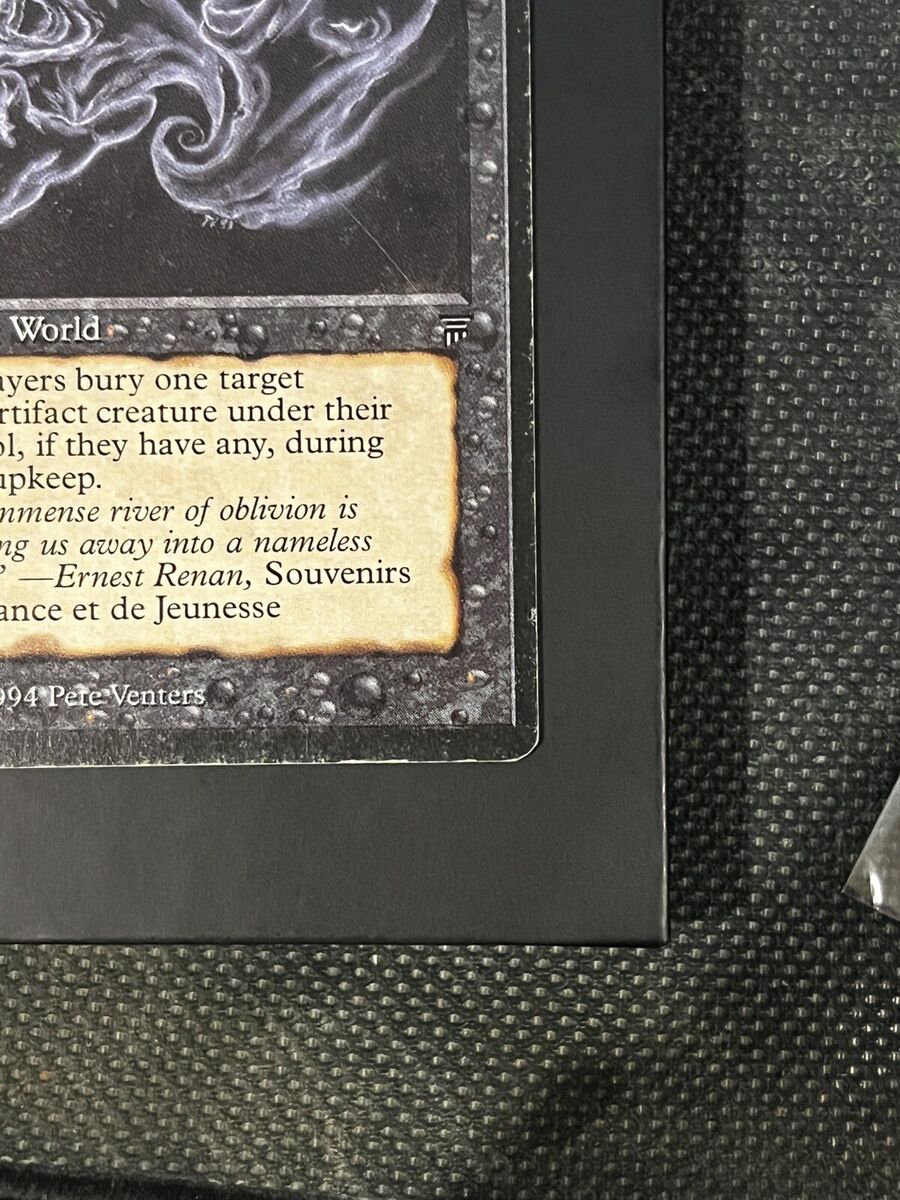 World
ayers bury one target
rtifact creature under their
ol, if they have any, during
upkeep.
mmense river of oblivion is
ng us away into a nameless
” —Ernest Renan, Souvenirs
ance et de Jeunesse
994 Pete Venters